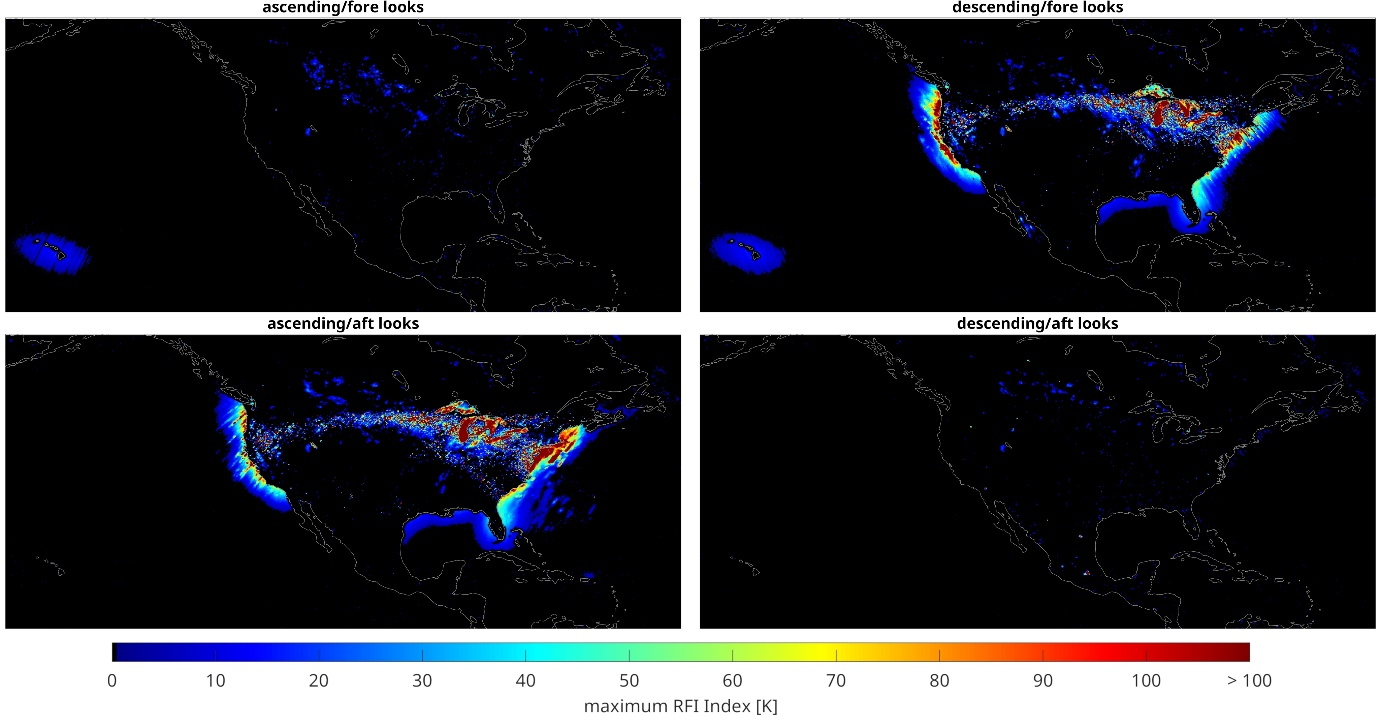 ascending/fore looks
descending/fore looks
ascending/aft looks
descending/aft looks
0 10 20 30 40 50 60 70 80 90 100 > 100
maximum RFI Index [K]